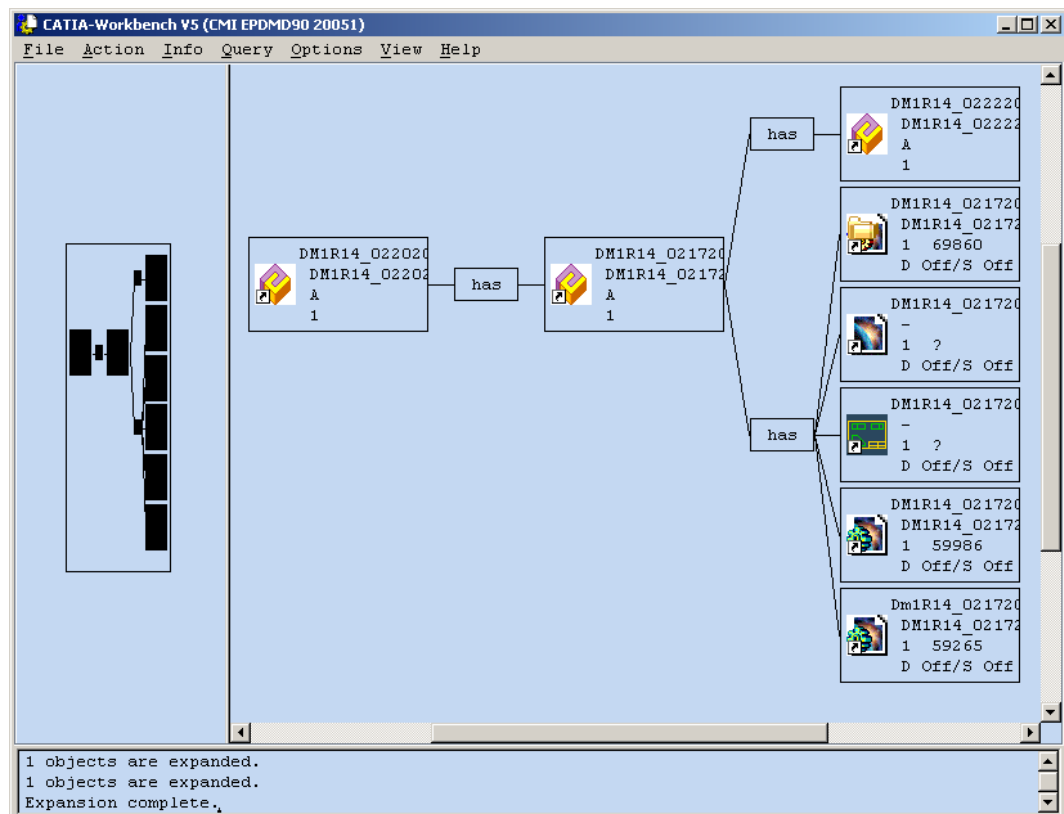 CATIA-Workbench V5 (CMI EPDMD90 20051)
File Action Info Query Options View Help
DM1R14_022220
DM1R14_02222
A
1
has
DM1R14_021720
DM1R14_02172
1 69860
D Off/S Off
DM1R14_022020
DM1R14_02202
A
1
has
DM1R14_021720
DM1R14_02172
A
1
DM1R14_021720
-
1 ?
D Off/S Off
DM1R14_021720
-
1 ?
D Off/S Off
has
DM1R14_021720
DM1R14_02172
1 59986
D Off/S Off
Dm1R14_021720
DM1R14_02172
1 59265
D Off/S Off
1 objects are expanded.
1 objects are expanded.
Expansion complete.